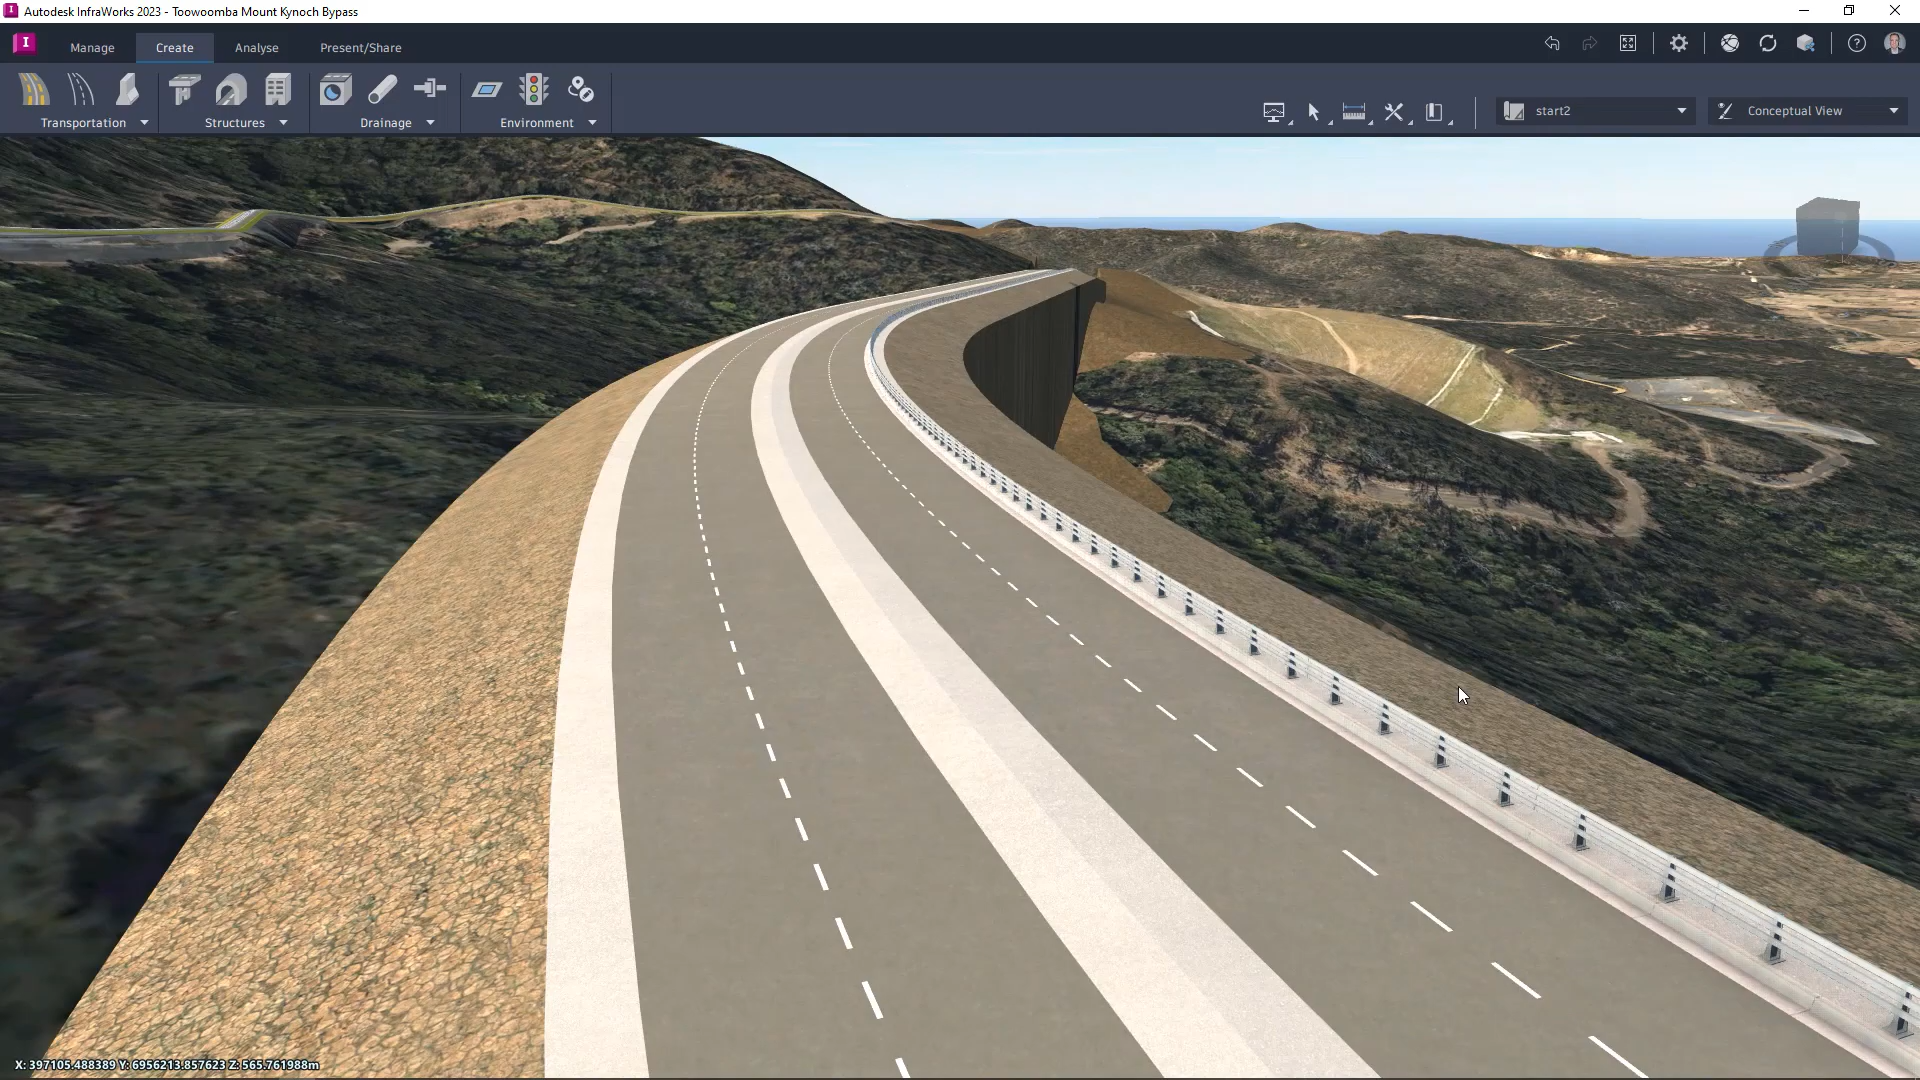 Autodesk InfraWorks 2023 - Toowoomba Mount Kynoch Bypass
Manage
Create
Analyse
Present/Share
Transportation
Structures
Drainage
Environment
start2
Conceptual View
X: 397105.488389 Y: 6956213.857623 Z: 565.761988m